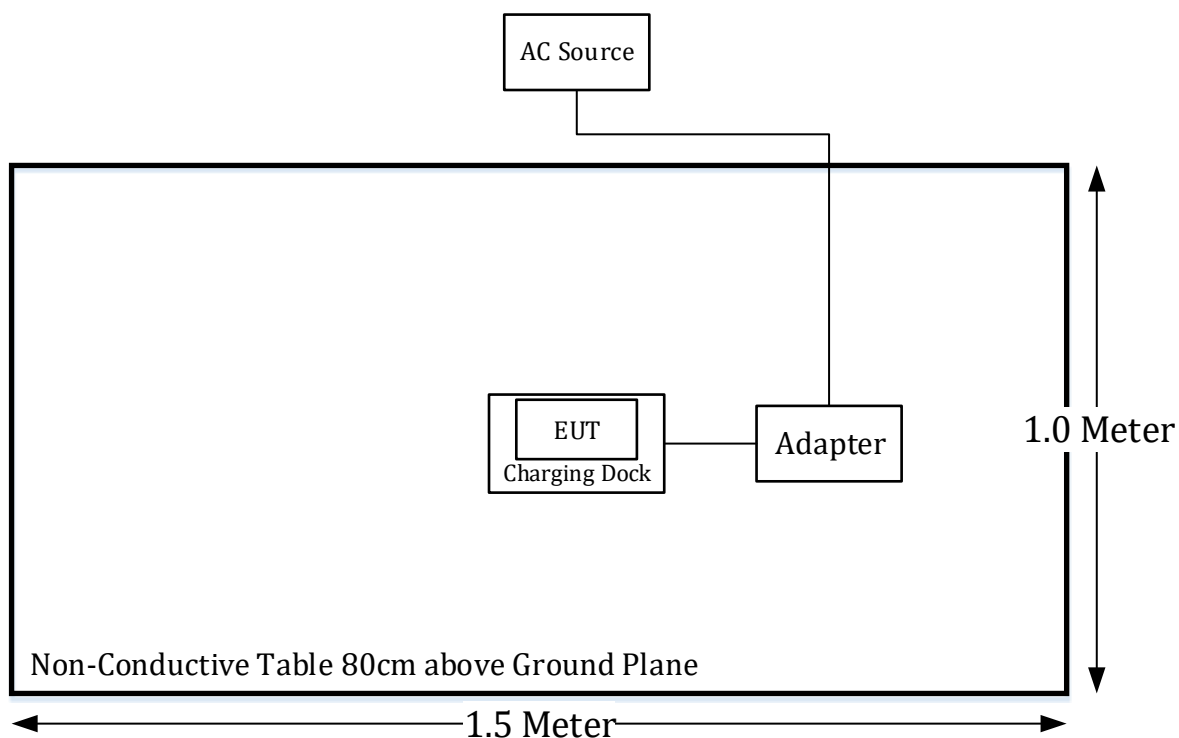 AC Source
EUT
Charging Dock
Adapter
1.0 Meter
Non-Conductive Table 80cm above Ground Plane
1.5 Meter